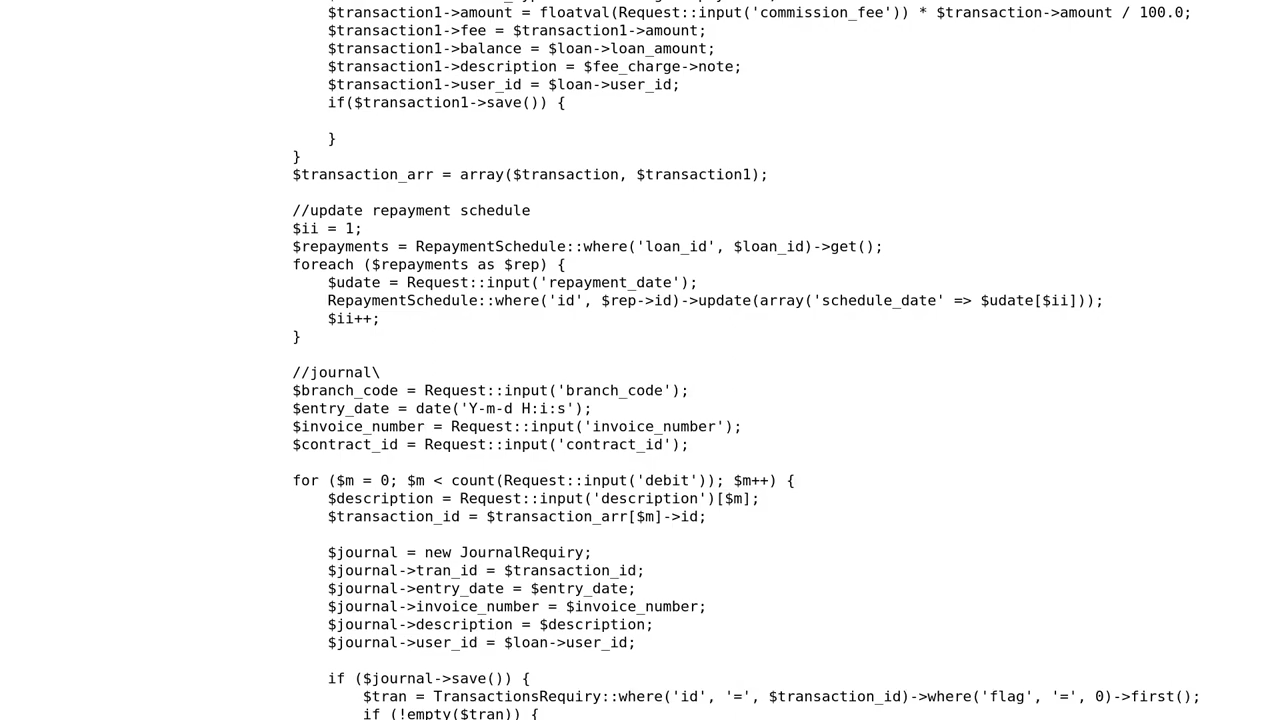 $transaction1->amount = floatval(Request::input('commission_fee')) * $transaction->amount / 100.0;
$transaction1->fee = $transaction1->amount;
$transaction1->balance = $loan->loan_amount;
$transaction1->description = $fee_charge->note;
$transaction1->user_id = $loan->user_id;
if($transaction1->save()) {
}
}
$transaction_arr = array($transaction, $transaction1);
//update repayment schedule
$ii = 1;
$repayments = RepaymentSchedule::where('loan_id', $loan_id)->get();
foreach ($repayments as $rep) {
$udate = Request::input('repayment_date');
RepaymentSchedule::where('id', $rep->id)->update(array('schedule_date' => $udate[$ii]));
$ii++;
}
//journal\
$branch_code = Request::input('branch_code');
$entry_date = date('Y-m-d H:i:s');
$invoice_number = Request::input('invoice_number');
$contract_id = Request::input('contract_id');
for ($m = 0; $m < count(Request::input('debit')); $m++) {
$description = Request::input('description')[$m];
$transaction_id = $transaction_arr[$m]->id;
$journal = new JournalRequiry;
$journal->tran_id = $transaction_id;
$journal->entry_date = $entry_date;
$journal->invoice_number = $invoice_number;
$journal->description = $description;
$journal->user_id = $loan->user_id;
if ($journal->save()) {
$tran = TransactionsRequiry::where('id', '=', $transaction_id)->where('flag', '=', 0)->first();
if (!empty($tran)) {